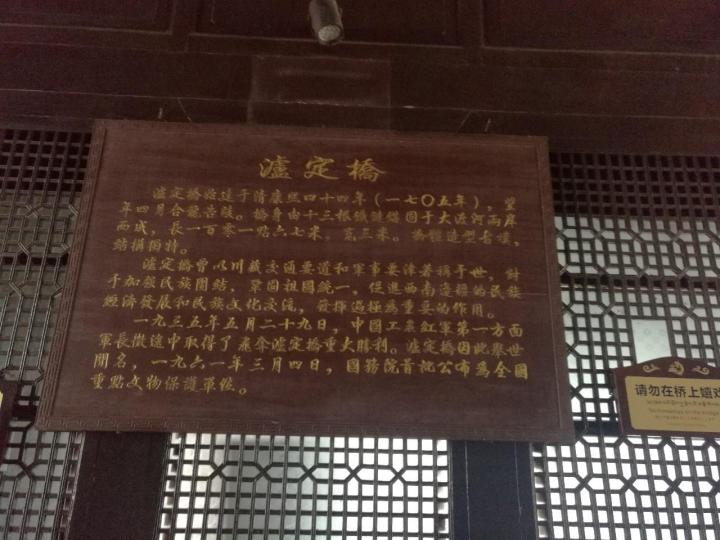 瀘定橋
瀘定橋始建于清康熙四十四年(一七〇五年),翌
年四月合龍告竣。橋身由十三根鐵鏈錨固于大渡河兩岸
而成,長一百零一點六七米,寬三米。橋體造型古樸,
結構獨特。
瀘定橋曾以川藏交通要道和軍事要津著稱于世,對
于加强民族團結,鞏固祖國統一,促進西南邊疆的民族
經濟發展和民族文化交流,發揮過極爲重要的作用。
一九三五年五月二十九日,中國工農紅軍第一方面
軍長徵途中取得了飛奪瀘定橋重大勝利。瀘定橋因此舉世
聞名,一九六一年三月四日,國務院首批公布爲全國
重點文物保護單位。
请勿在桥上嬉戏